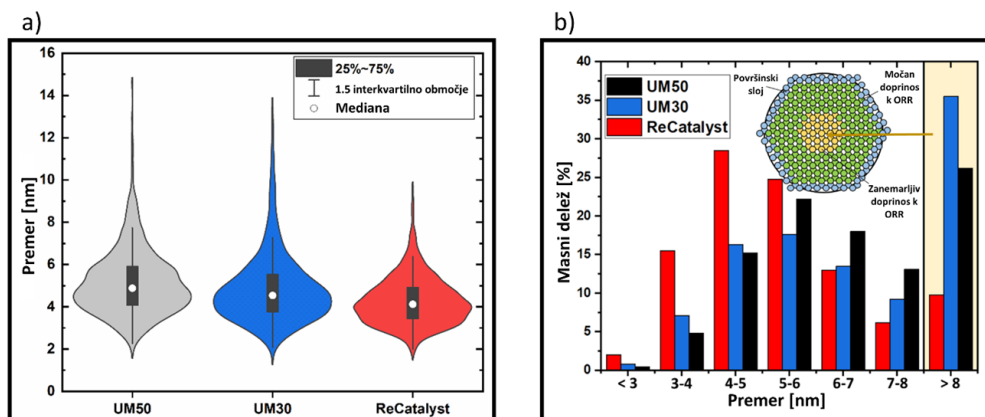 a)
16
14
12
10
8
6
4
2
0
Premer [nm]
25%~75%
1.5 interkvartilno območje
Mediana
UM50
UM30
ReCatalyst
b)
45
40
35
30
25
20
15
10
5
0
Masni delež [%]
UM50
UM30
ReCatalyst
Površinski
sloj
Močan
doprinos
k ORR
Zanemarljiv
doprinos k
ORR
< 3
3-4
4-5
5-6
6-7
7-8
> 8
Premer [nm]